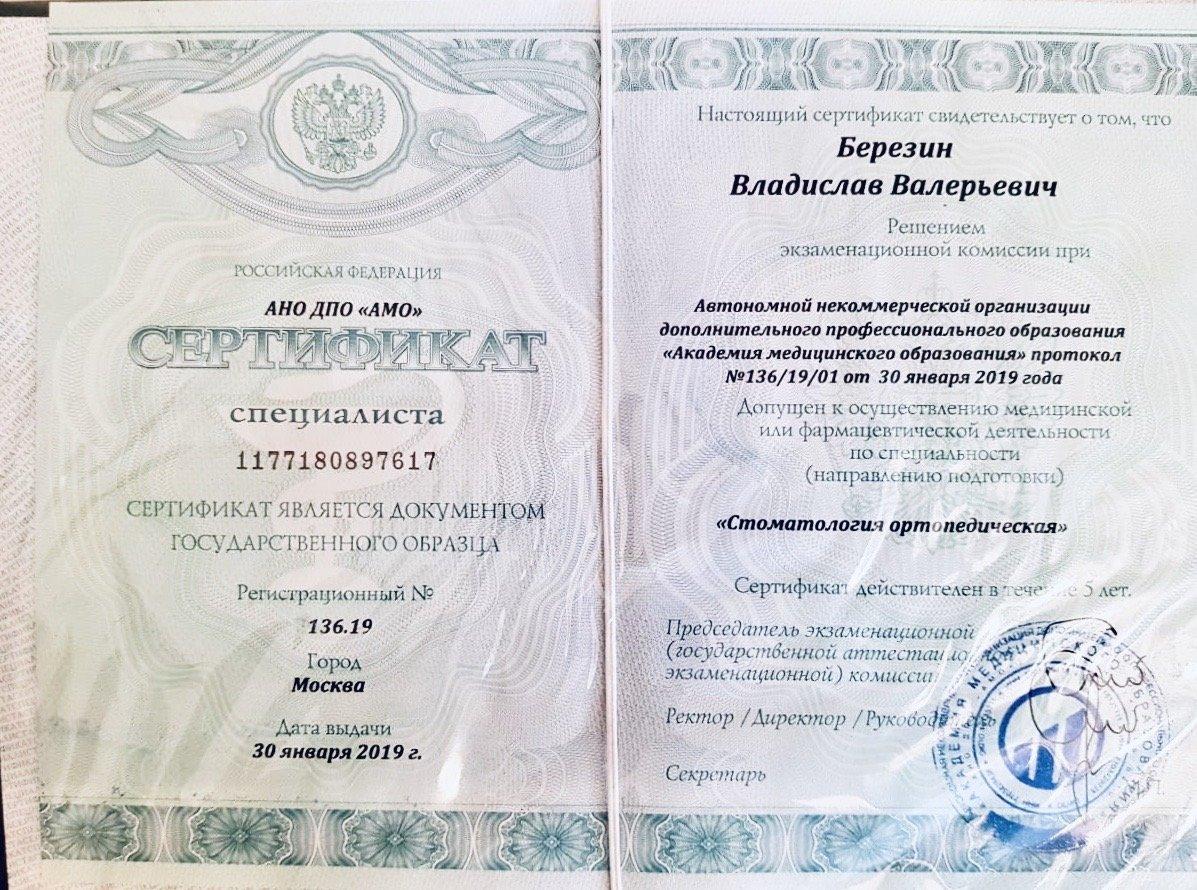 РОССИЙСКАЯ ФЕДЕРАЦИЯ
АНО ДПО «АМО»
СЕРТИФИКАТ
специалиста
1177180897617
СЕРТИФИКАТ ЯВЛЯЕТСЯ ДОКУМЕНТОМ
ГОСУДАРСТВЕННОГО ОБРАЗЦА
Регистрационный №
136.19
Город
Москва
Дата выдачи
30 января 2019 г.
Настоящий сертификат свидетельствует о том, что
Березин
Владислав Валерьевич
Решением
экзаменационной комиссии при
Автономной некоммерческой организации
дополнительного профессионального образования
«Академия медицинского образования» протокол
№136/19/01 от 30 января 2019 года
Допущен к осуществлению медицинской
или фармацевтической деятельности
по специальности
(направлению подготовки)
«Стоматология ортопедическая»
Сертификат действителен в течение 5 лет.
Председатель экзаменационной
(государственной
экзаменационной) комиссии
Ректор /Директор
Секретарь